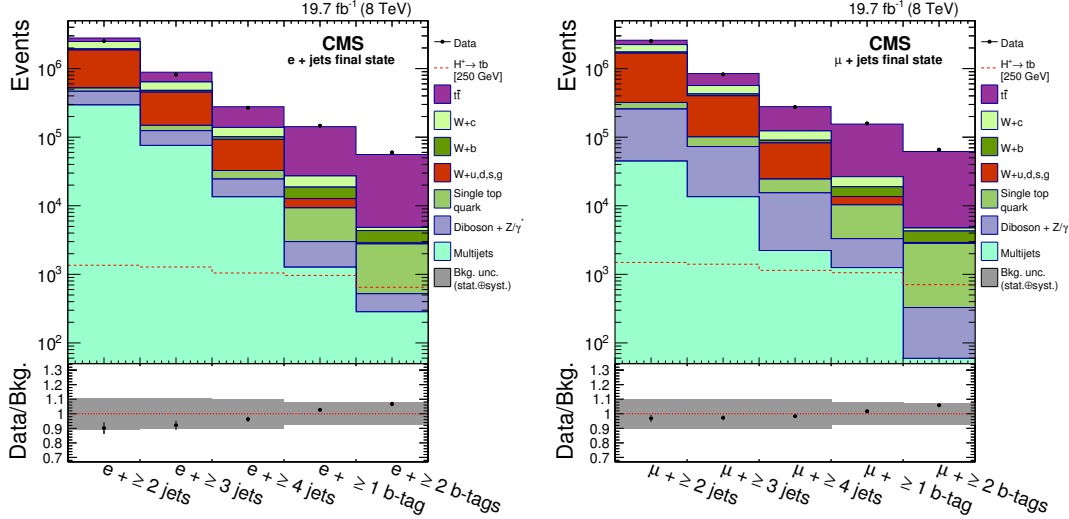 19.7 fb⁻¹ (8 TeV)
Events
CMS
e + jets final state
Data
H⁺→ tb
[250 GeV]
tt̄
W+c
W+b
W+u,d,s,g
Single top
quark
Diboson + Z/γ*
Multijets
Bkg. unc.
(stat.⊕syst.)
10⁶
10⁵
10⁴
10³
10²
Data/Bkg.
1.3
1.2
1.1
1
0.9
0.8
0.7
e + ≥ 2 jets
e + ≥ 3 jets
e + ≥ 4 jets
e + ≥ 1 b-tag
e + ≥ 2 b-tags
19.7 fb⁻¹ (8 TeV)
Events
CMS
μ + jets final state
Data
H⁺→ tb
[250 GeV]
tt̄
W+c
W+b
W+u,d,s,g
Single top
quark
Diboson + Z/γ*
Multijets
Bkg. unc.
(stat.⊕syst.)
10⁶
10⁵
10⁴
10³
10²
Data/Bkg.
1.3
1.2
1.1
1
0.9
0.8
0.7
μ + ≥ 2 jets
μ + ≥ 3 jets
μ + ≥ 4 jets
μ + ≥ 1 b-tag
μ + ≥ 2 b-tags